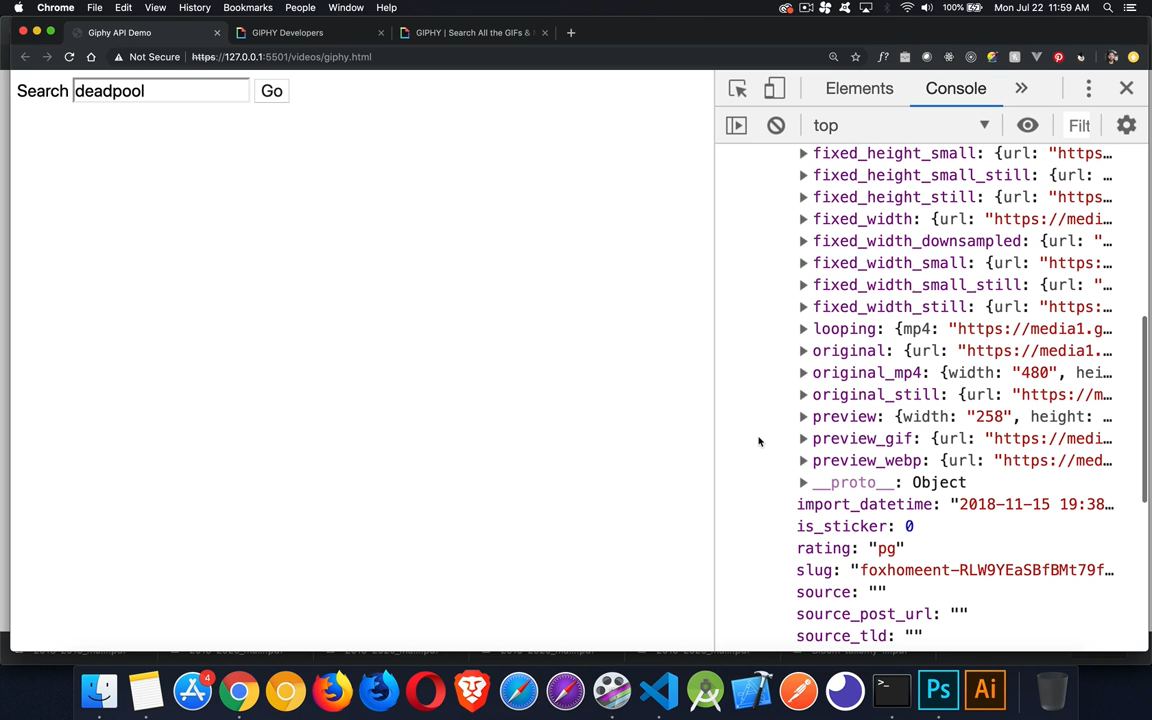 Chrome File Edit View History Bookmarks People Window Help 100% Mon Jul 22 11:59 AM
Giphy API Demo × GIPHY Developers × GIPHY | Search All the GIFs & × +
Not Secure https://127.0.0.1:5501/videos/giphy.html
Search deadpool Go
Elements Console »
top Filt
fixed_height_small: {url: "https…
fixed_height_small_still: {url: …
fixed_height_still: {url: "https…
fixed_width: {url: "https://medi…
fixed_width_downsampled: {url: "…
fixed_width_small: {url: "https:…
fixed_width_small_still: {url: "…
fixed_width_still: {url: "https:…
looping: {mp4: "https://media1.g…
original: {url: "https://media1.…
original_mp4: {width: "480", hei…
original_still: {url: "https://m…
preview: {width: "258", height: …
preview_gif: {url: "https://medi…
preview_webp: {url: "https://med…
__proto__: Object
import_datetime: "2018-11-15 19:38…
is_sticker: 0
rating: "pg"
slug: "foxhomeent-RLW9YEaSBfBMt79f…
source: ""
source_post_url: ""
source_tld: ""
4
Ps Ai